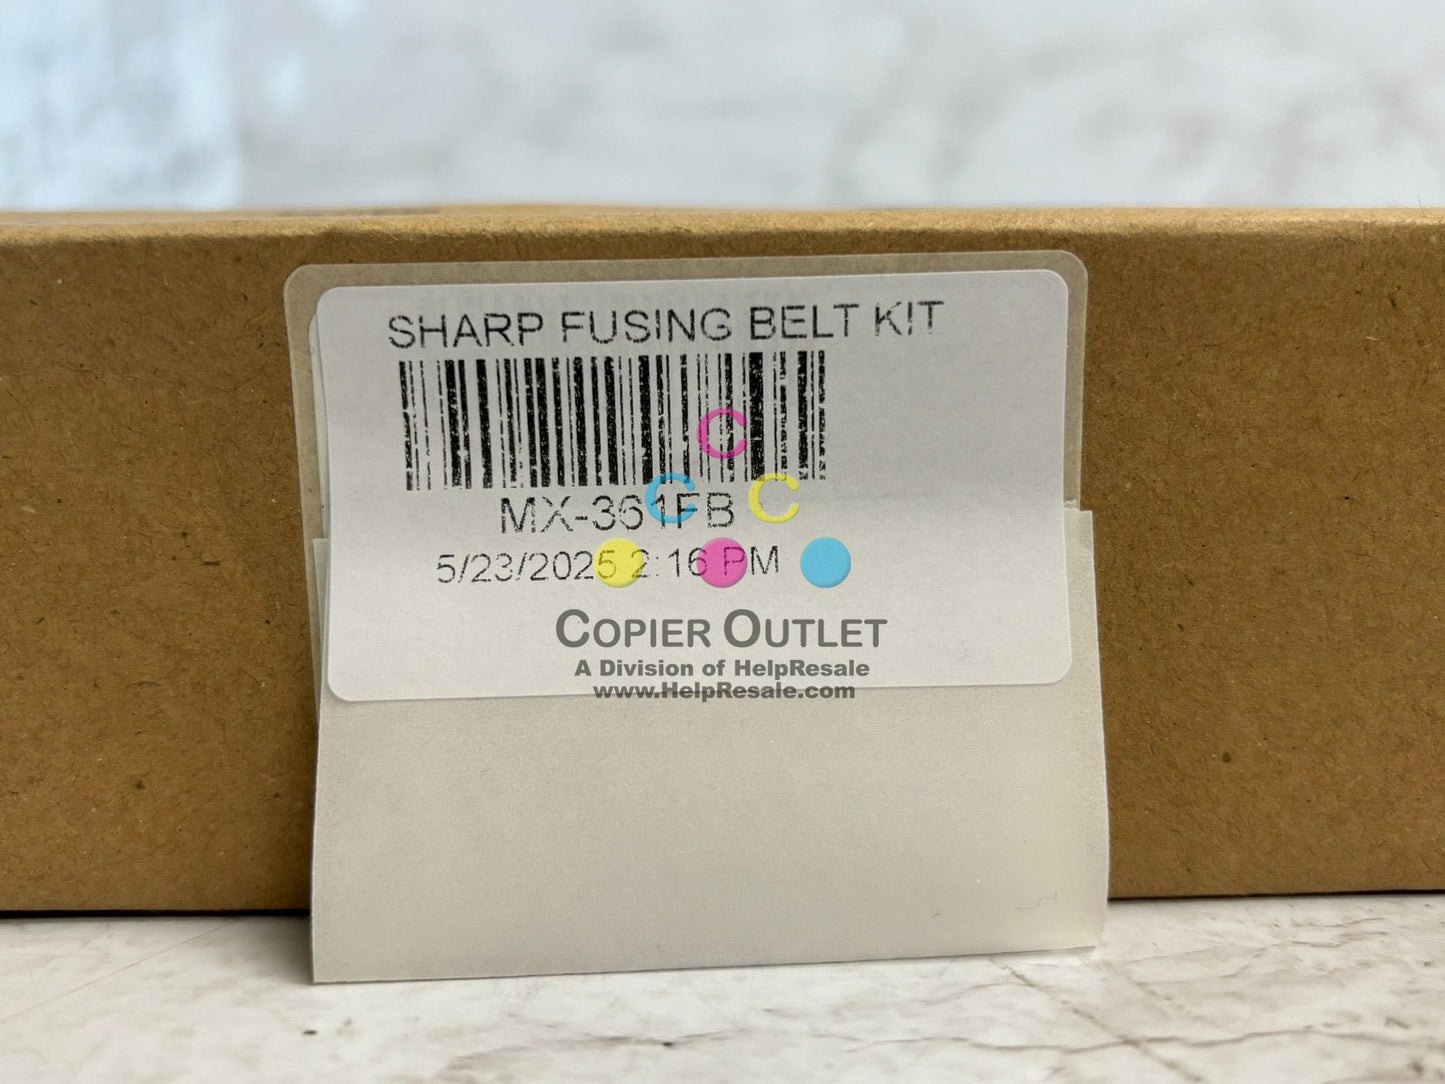 SHARP FUSING BELT KIT
MX-361FB
5/23/2025 2:16 PM
C
C C
COPIER OUTLET
A Division of HelpResale
www.HelpResale.com